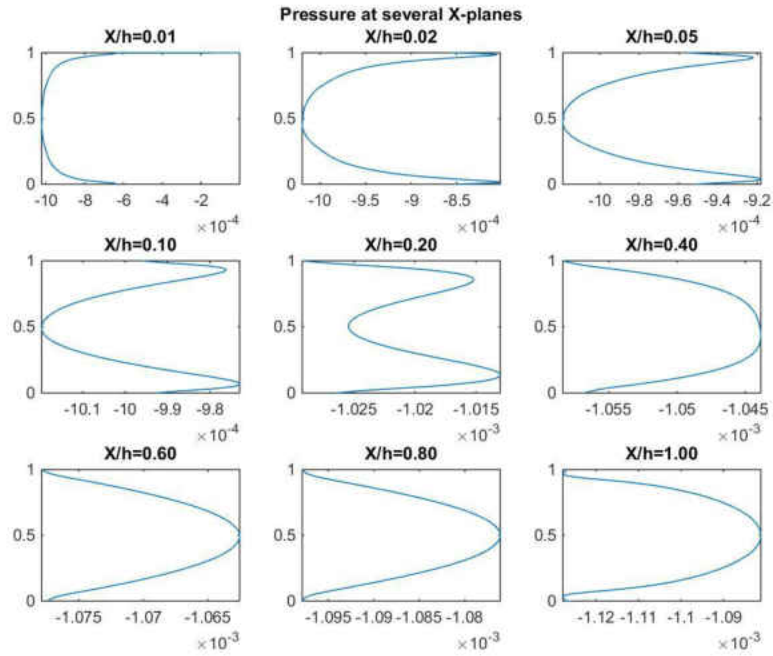 Pressure at several X-planes
X/h=0.01 X/h=0.02 X/h=0.05
1 1 1
0.5 0.5 0.5
0 0 0
-10 -8 -6 -4 -2 -10 -9.5 -9 -8.5 -10 -9.8 -9.6 -9.4 -9.2
×10-4 ×10-4 ×10-4
X/h=0.10 X/h=0.20 X/h=0.40
1 1 1
0.5 0.5 0.5
0 0 0
-10.1 -10 -9.9 -9.8 -1.025 -1.02 -1.015 -1.055 -1.05 -1.045
×10-4 ×10-3 ×10-3
X/h=0.60 X/h=0.80 X/h=1.00
1 1 1
0.5 0.5 0.5
0 0 0
-1.075 -1.07 -1.065 -1.095 -1.09 -1.085 -1.08 -1.12 -1.11 -1.1 -1.09
×10-3 ×10-3 ×10-3